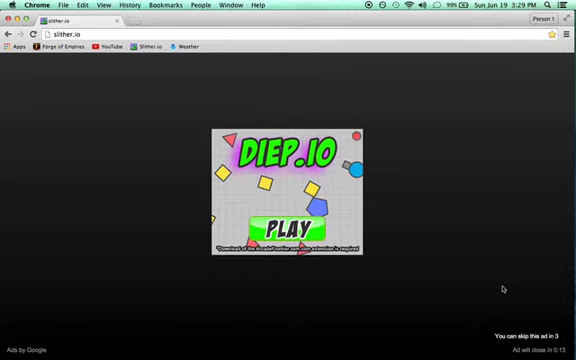 Chrome File Edit View History Bookmarks People Window Help 99% Sun Jun 19 3:29 PM
slither.io Person 1
slither.io
Apps Forge of Empires YouTube Slither.io Weather
DIEP.IO
PLAY
*Download of the ArcadeFrontier.com extension is required
You can skip this ad in 3
Ads by Google Ad will close in 0:13